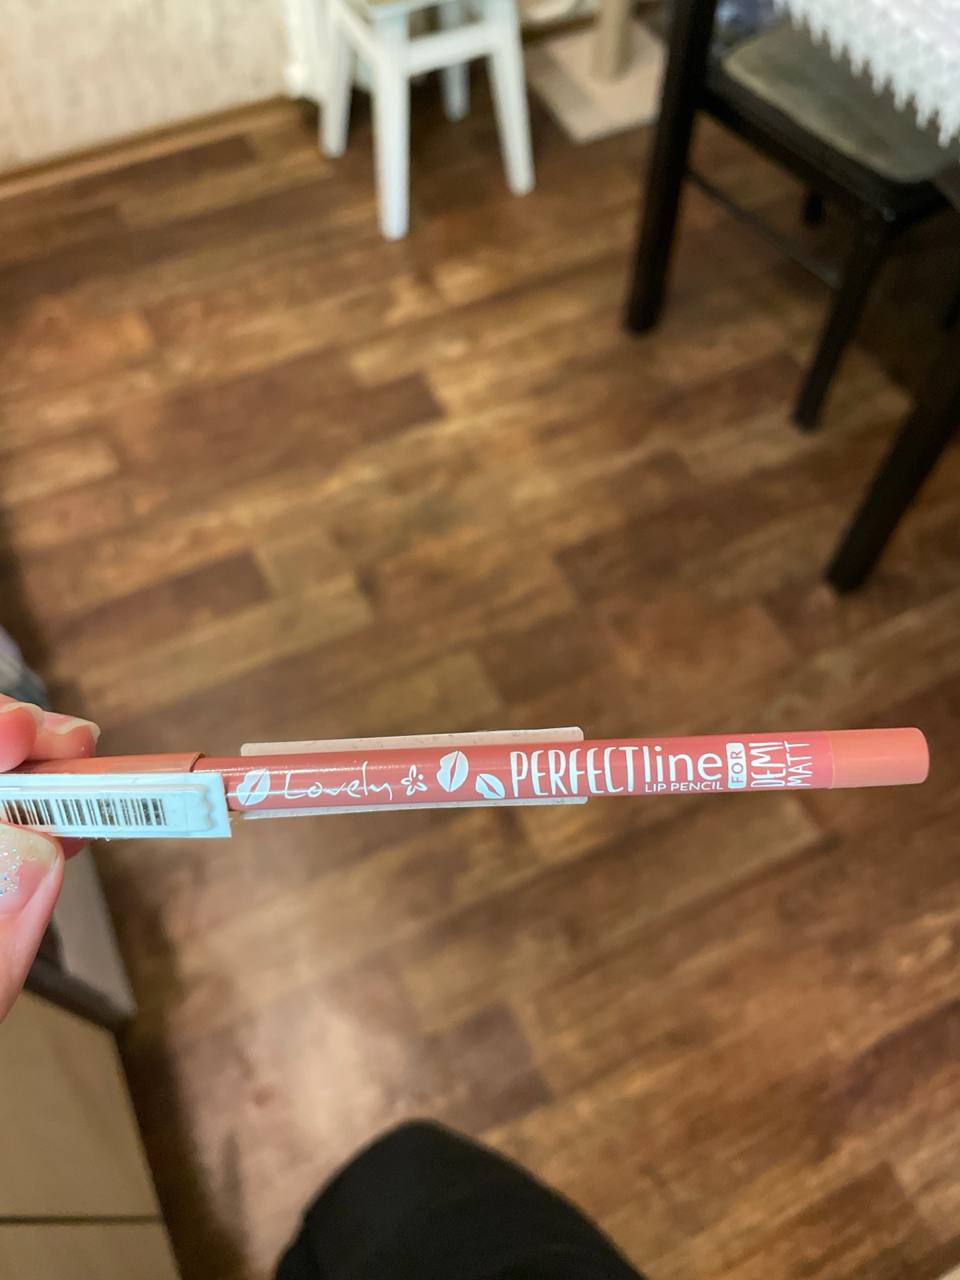 Lovely
PERFECTline
LIP PENCIL
FOR
DEMI
MATT